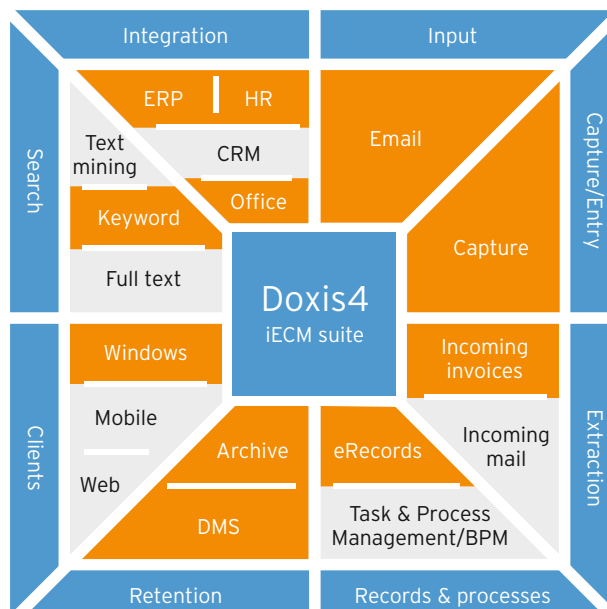 Integration
Input
ERP
HR
CRM
Office
Email
Capture/Entry
Capture
Search
Text
mining
Keyword
Full text
Doxis4
iECM suite
Clients
Windows
Mobile
Web
Incoming
invoices
Incoming
mail
Extraction
Archive
DMS
eRecords
Task & Process
Management/BPM
Retention
Records & processes